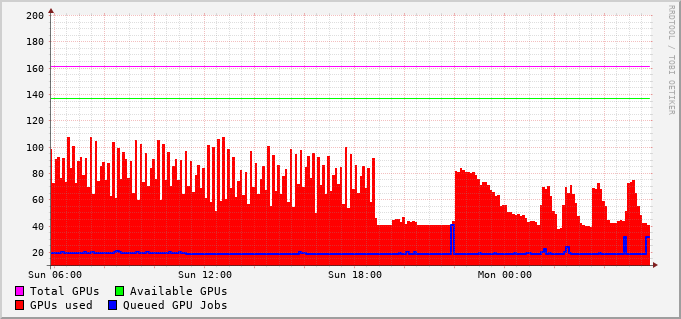 200
180
160
140
120
100
80
60
40
20
Sun 06:00 Sun 12:00 Sun 18:00 Mon 00:00
Total GPUs Available GPUs
GPUs used Queued GPU Jobs
RRDTOOL / TOBI OETIKER